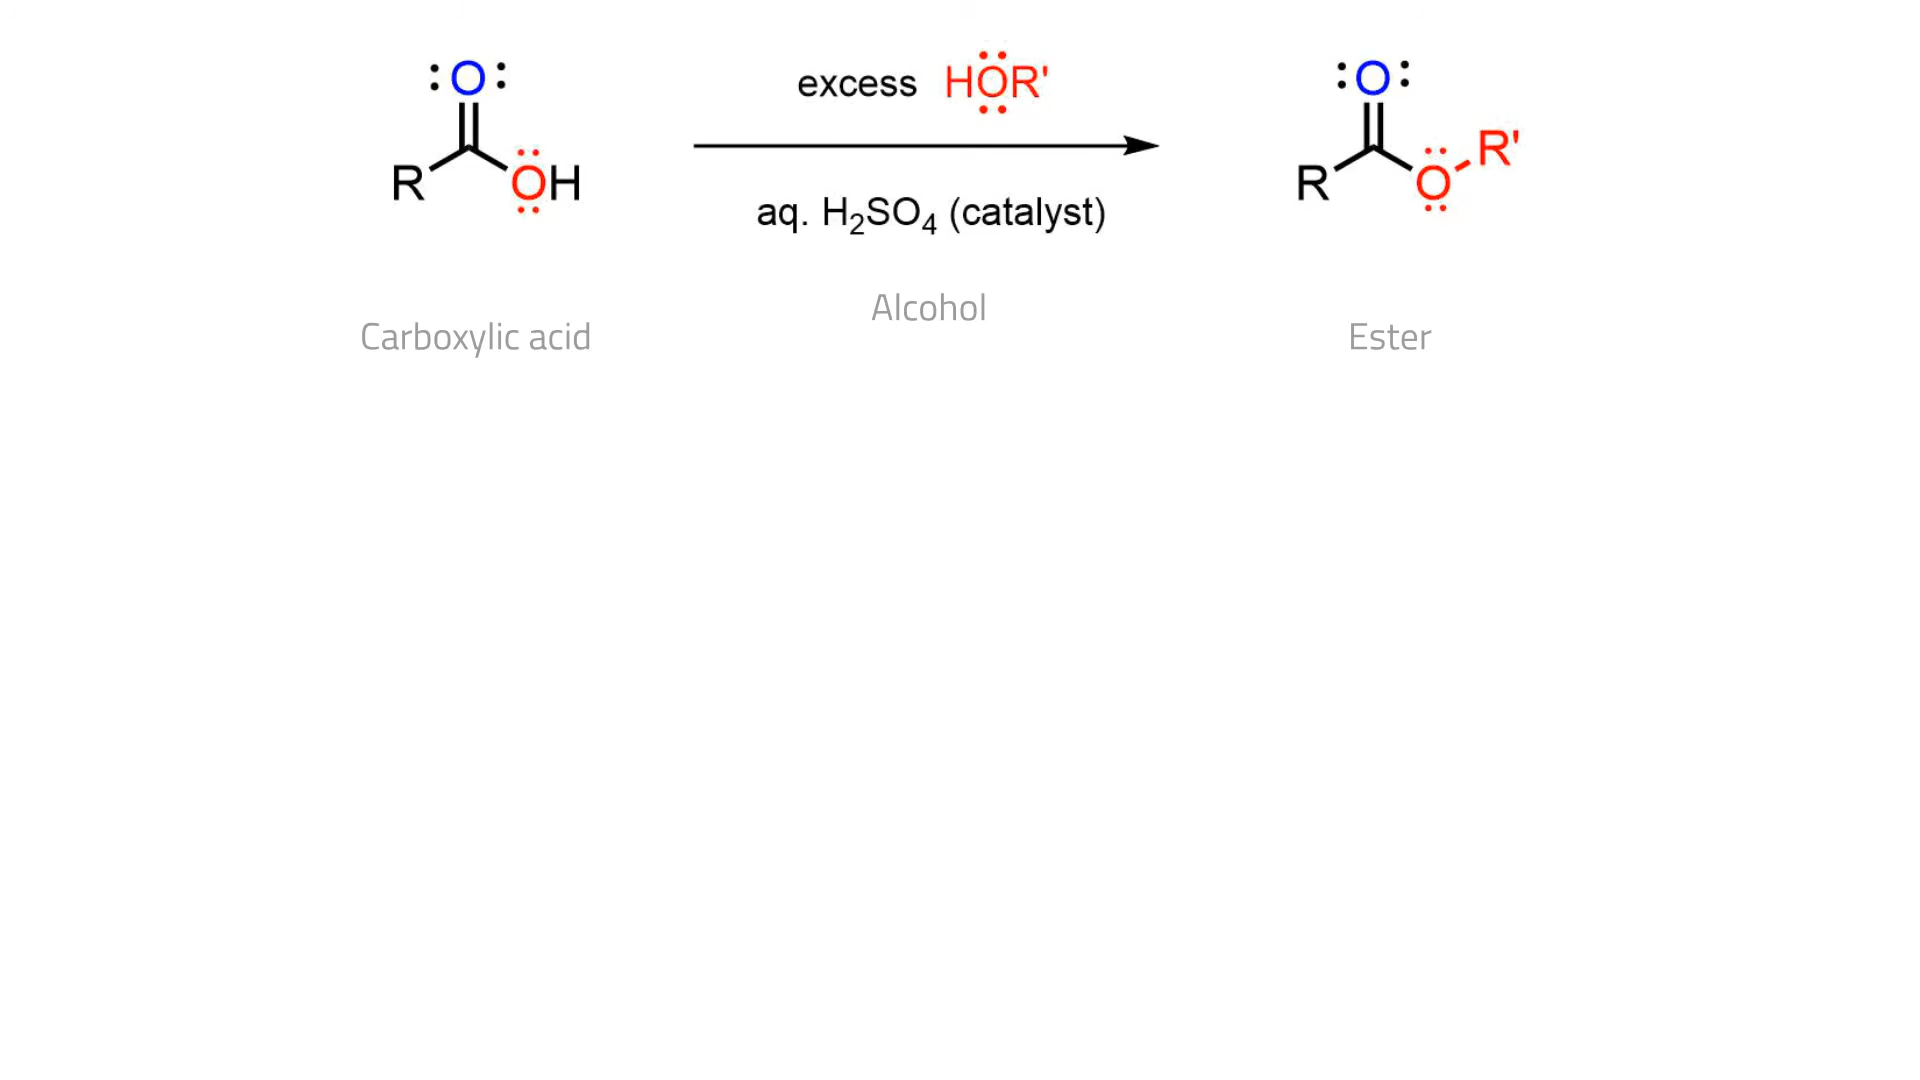 O
R
OH
excess HOR'
aq. H₂SO₄ (catalyst)
O
R
O
R'
Carboxylic acid
Alcohol
Ester